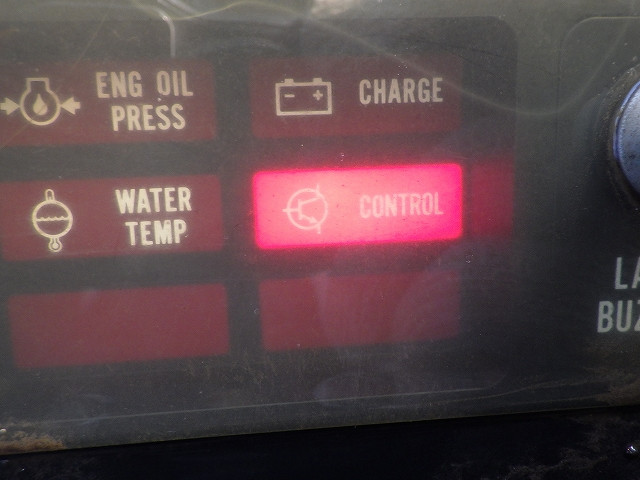 ENG OIL
PRESS
CHARGE
WATER
TEMP
CONTROL